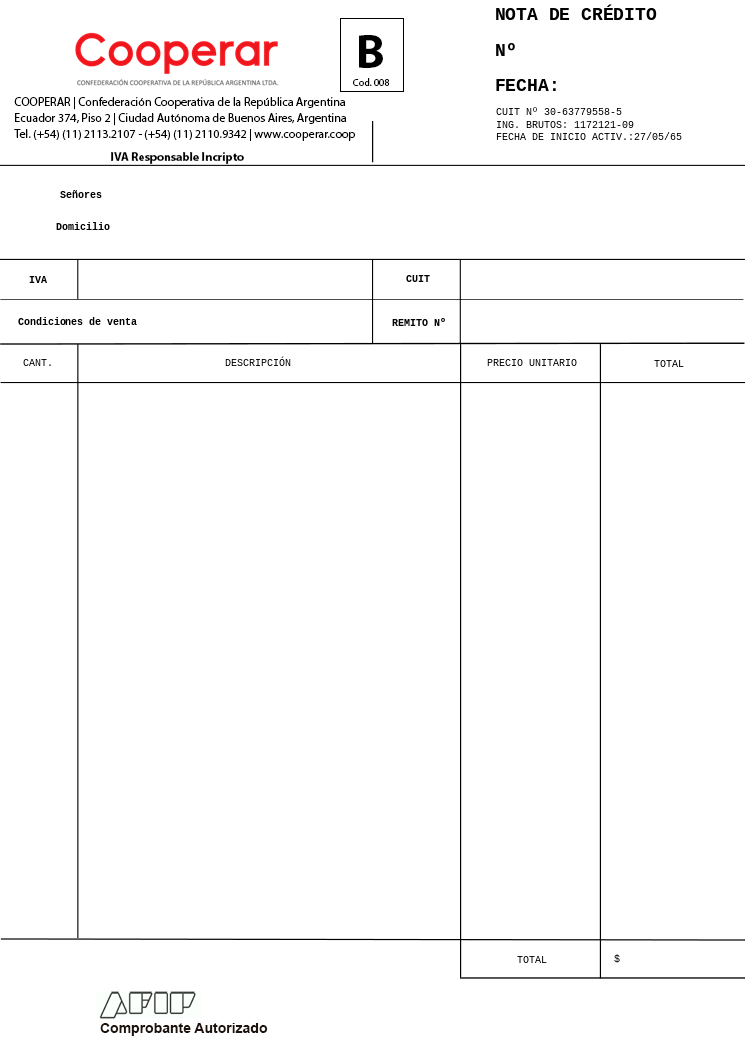 Cooperar
CONFEDERACIÓN COOPERATIVA DE LA REPÚBLICA ARGENTINA LTDA.
COOPERAR | Confederación Cooperativa de la República Argentina
Ecuador 374, Piso 2 | Ciudad Autónoma de Buenos Aires, Argentina
Tel. (+54) (11) 2113.2107 - (+54) (11) 2110.9342 | www.cooperar.coop
IVA Responsable Incripto
B
Cod. 008
NOTA DE CRÉDITO
Nº
FECHA:
CUIT Nº 30-63779558-5
ING. BRUTOS: 1172121-09
FECHA DE INICIO ACTIV.:27/05/65
Señores
Domicilio
IVA CUIT
Condiciones de venta REMITO Nº
CANT. DESCRIPCIÓN PRECIO UNITARIO TOTAL
TOTAL $
AFIP
Comprobante Autorizado